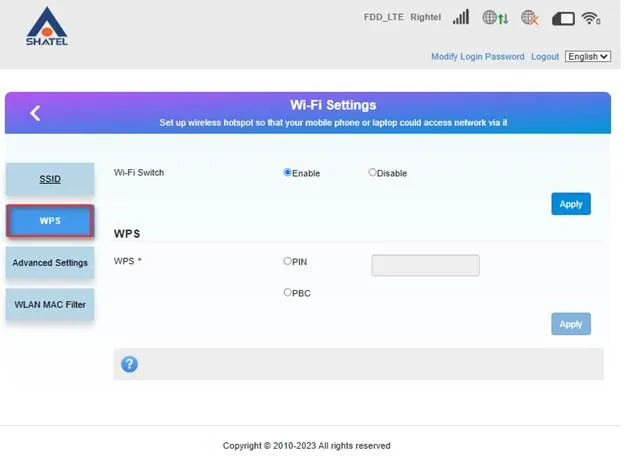 SHATEL
FDD_LTE Rightel
Modify Login Password Logout English
Wi-Fi Settings
Set up wireless hotspot so that your mobile phone or laptop could access network via it
SSID
WPS
Advanced Settings
WLAN MAC Filter
Wi-Fi Switch Enable Disable
Apply
WPS
WPS * PIN
PBC
Apply
?
Copyright © 2010-2023 All rights reserved